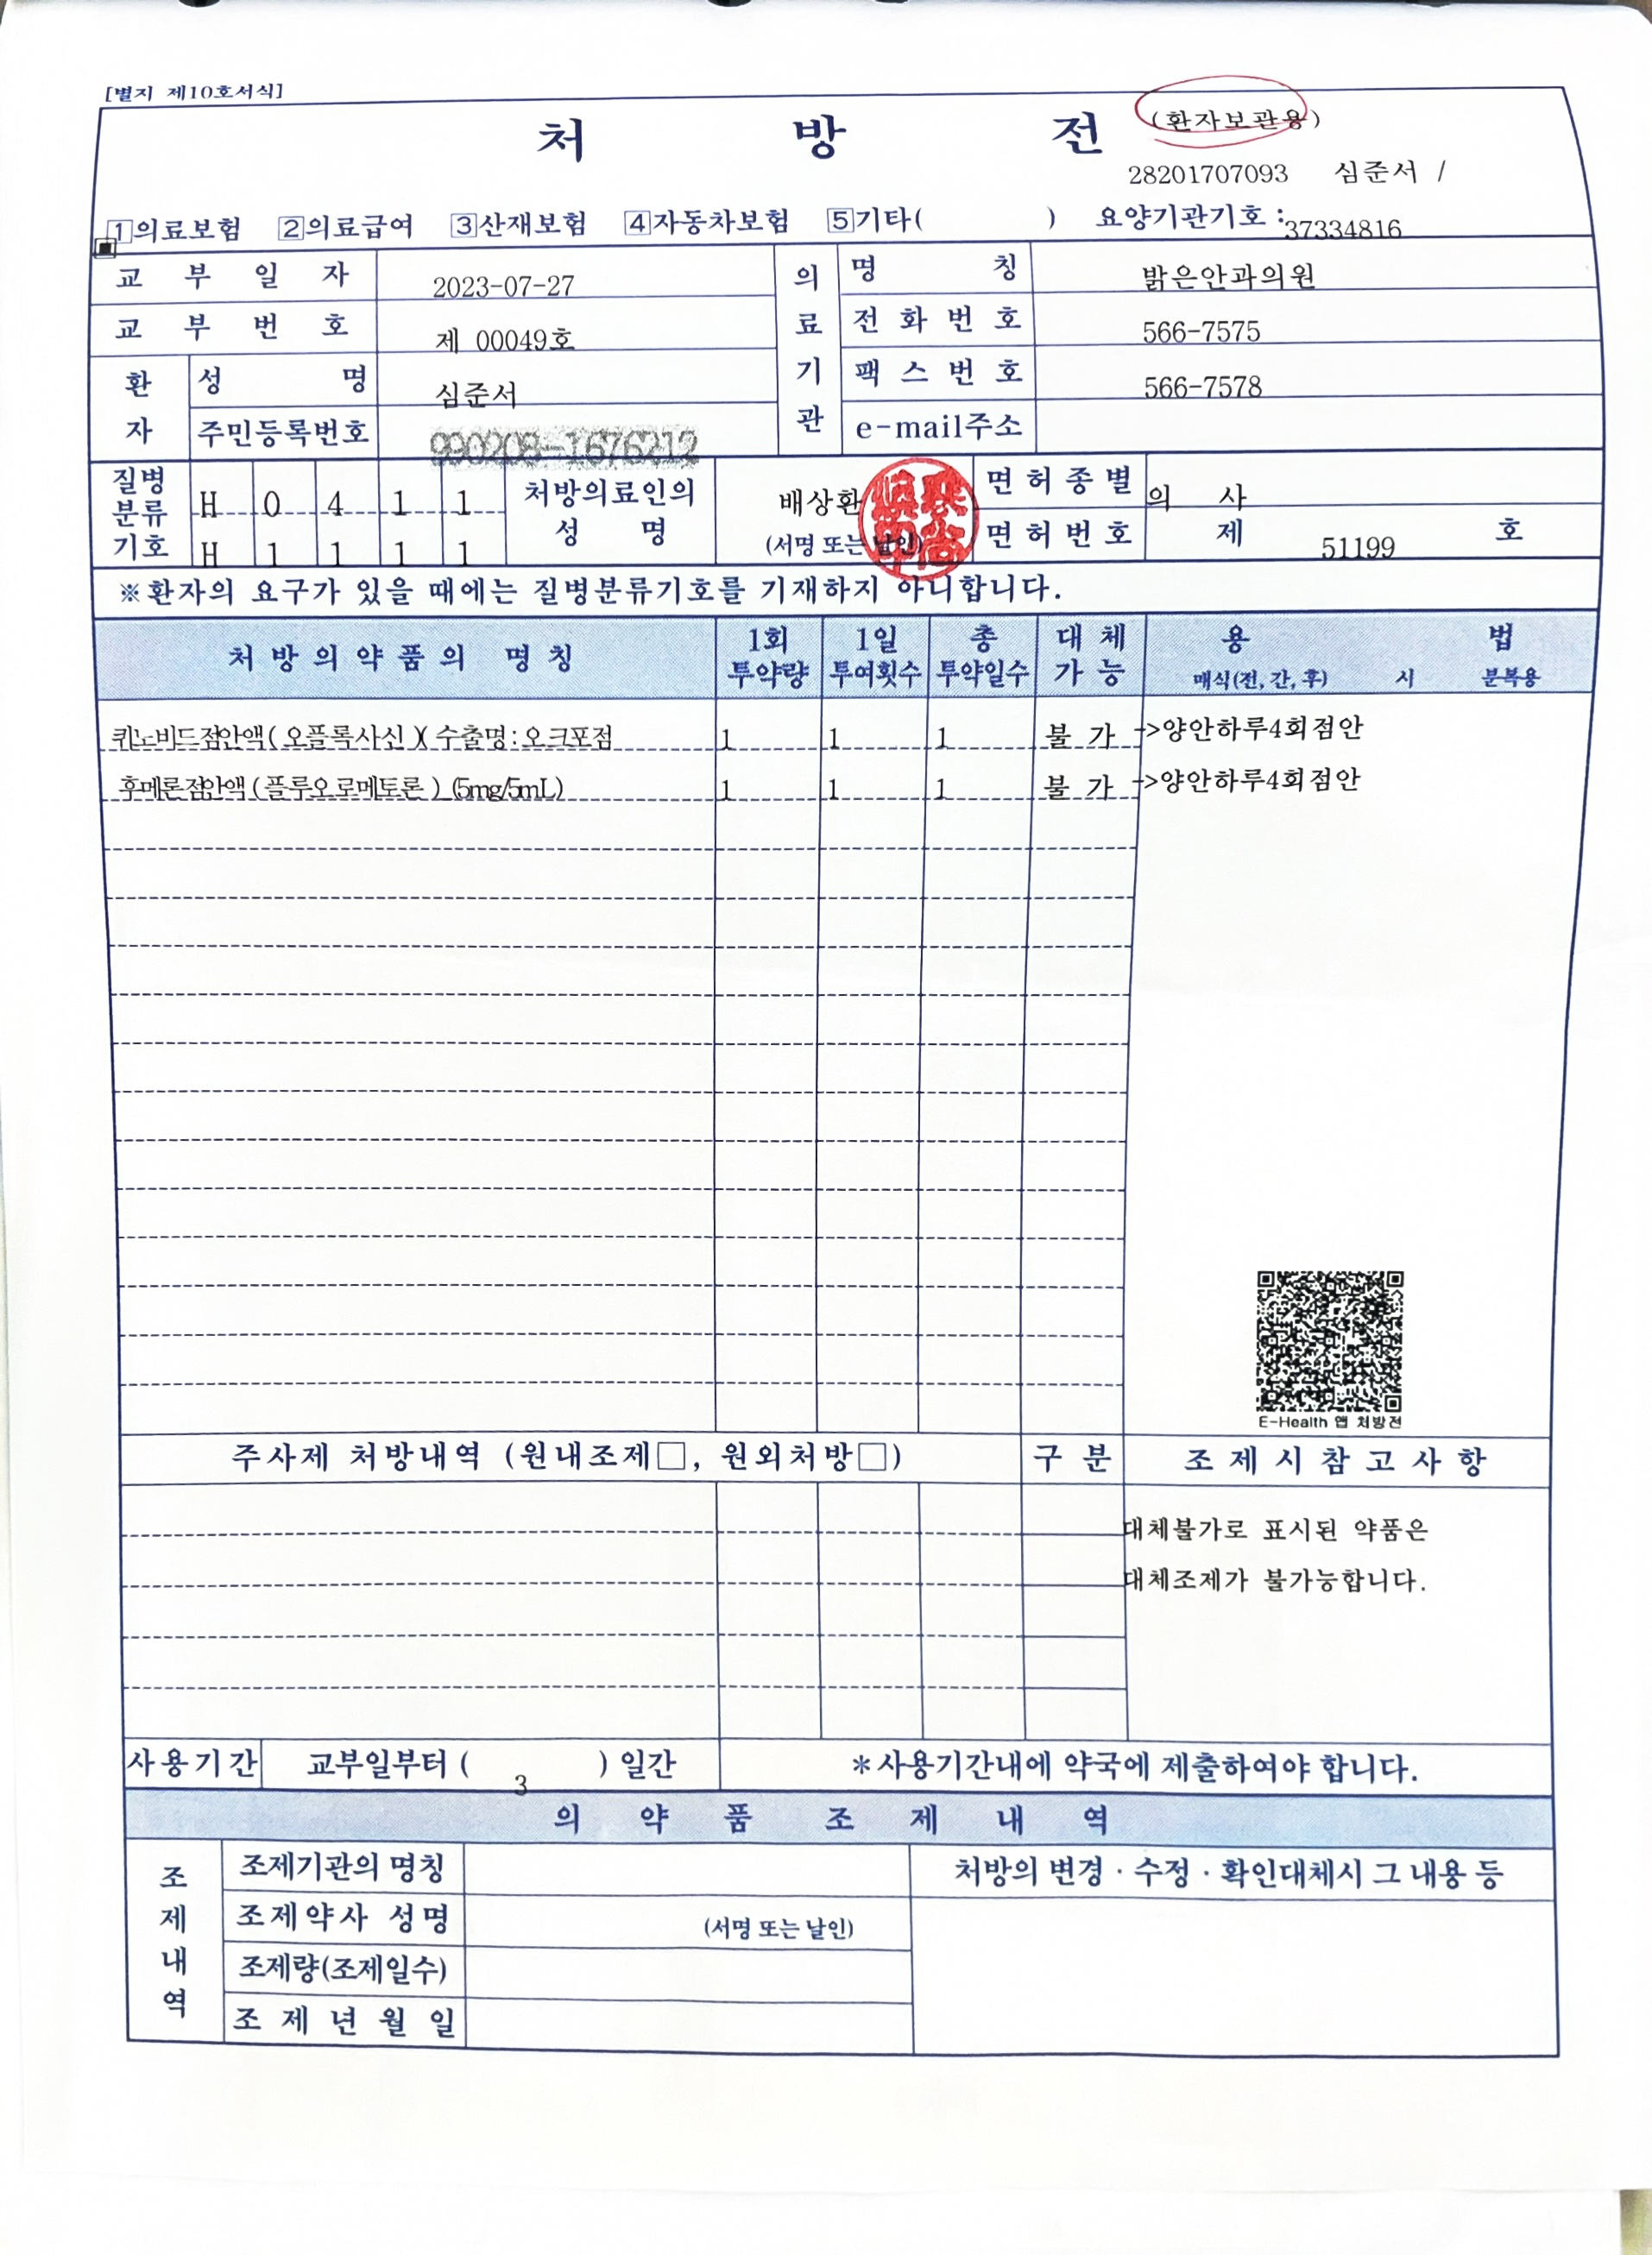 [별지 제10호서식]
처 방 전 (환자보관용)
28201707093 심준서 /
1의료보험 2의료급여 3산재보험 4자동차보험 5기타( ) 요양기관기호:37334816
교 부 일 자 2023-07-27
교 부 번 호 제 00049호
환자 성 명 심준서
주민등록번호 990208-1676212
의료기관 명 칭 밝은안과의원
전 화 번 호 566-7575
팩 스 번 호 566-7578
e-mail주소
질병분류기호 H 0 4 1 1
H 1 1 1 1
처방의료인의 성 명 배상환
(서명 또는 날인)
면 허 종 별 의 사
면 허 번 호 제 51199 호
※환자의 요구가 있을 때에는 질병분류기호를 기재하지 아니합니다.
처 방 의 약 품 의 명 칭 1회 투약량 1일 투여횟수 총 투약일수 대 체 가 능 용 법
매식(전, 간, 후) 시 분복용
퀴노비드점안액(오플록사신)(수출명:오크포점 1 1 1 불 가 ->양안하루4회점안
후메론점안액(플루오로메토론) (5mg/5mL) 1 1 1 불 가 ->양안하루4회점안
E-Health 앱 처방전
주사제 처방내역 (원내조제□, 원외처방□) 구 분 조 제 시 참 고 사 항
대체불가로 표시된 약품은
대체조제가 불가능합니다.
사용기간 교부일부터 ( 3 ) 일간 *사용기간내에 약국에 제출하여야 합니다.
의 약 품 조 제 내 역
조제내역 조제기관의 명칭 처방의 변경·수정·확인대체시 그 내용 등
조제약사 성명 (서명 또는 날인)
조제량(조제일수)
조 제 년 월 일